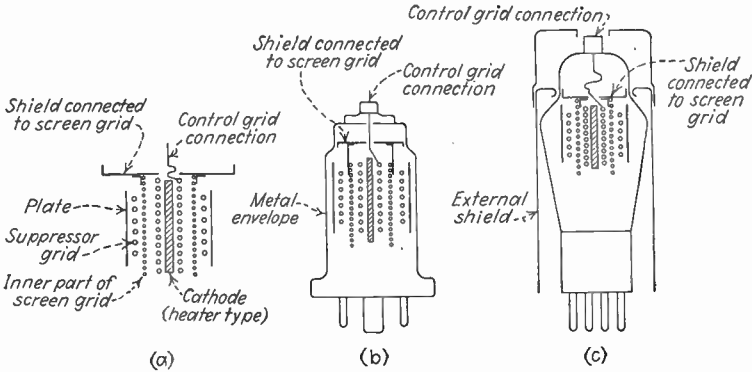 Shield connected
to screen grid
Control grid
connection
Plate
Suppressor
grid
Inner part of
screen grid
Cathode
(heater type)
(a)
Shield connected
to screen grid
Control grid
connection
Metal
envelope
(b)
Control grid connection
Shield
connected
to screen
grid
External
shield
(c)